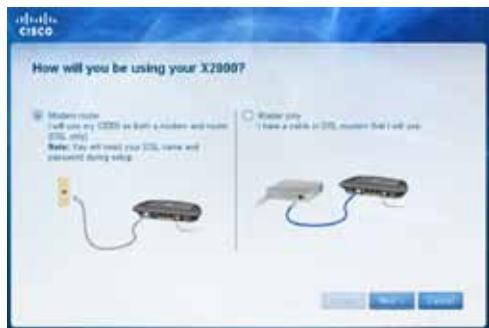 CISCO
How will you be using your X2000?
Modem router
I will use my X2000 as both a modem and router
(DSL only)
Note: You will need your DSL name and
password during setup.
Router only
I have a cable or DSL modem that I will use
Next
Cancel